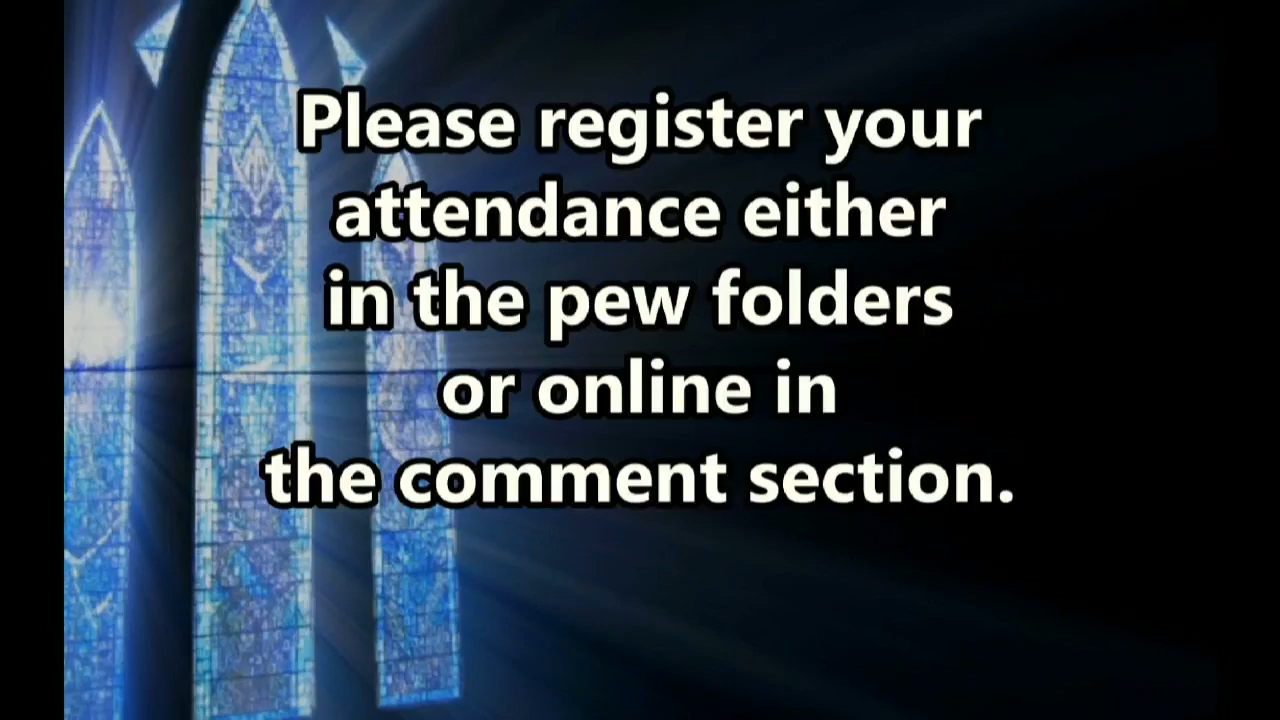 Please register your
attendance either
in the pew folders
or online in
the comment section.